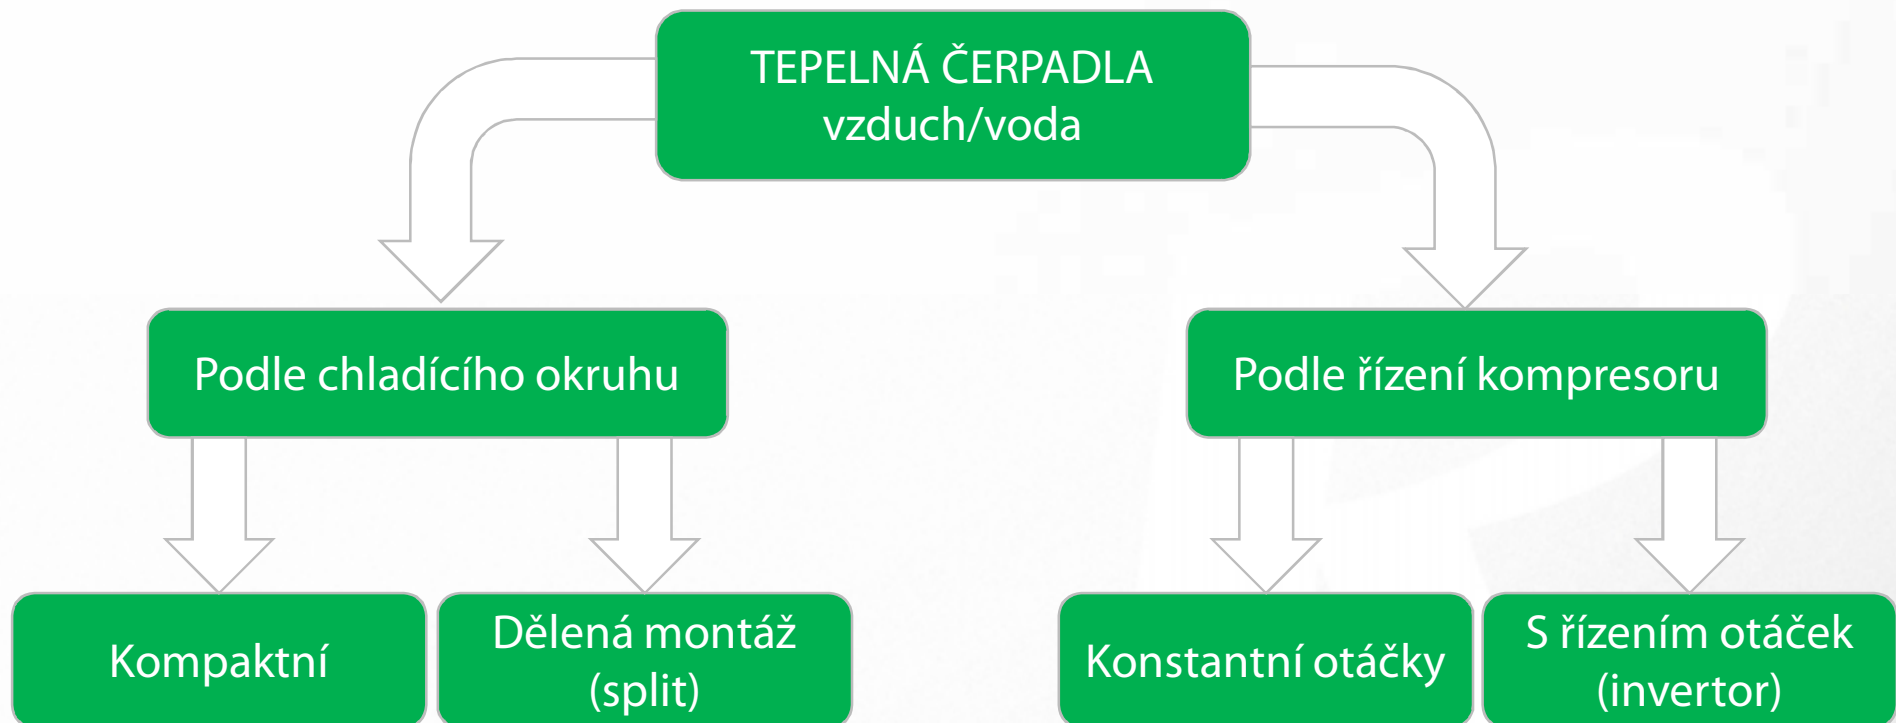 TEPELNÁ ČERPADLA
vzduch/voda
Podle chladícího okruhu
Podle řízení kompresoru
Kompaktní
Dělená montáž
(split)
Konstantní otáčky
S řízením otáček
(invertor)